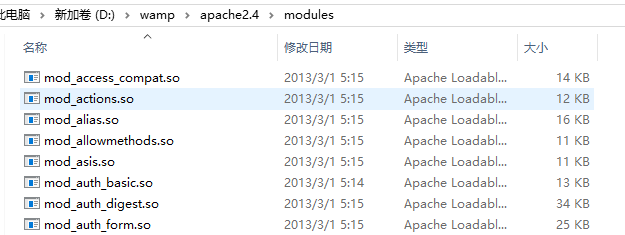 此电脑 > 新加卷 (D:) > wamp > apache2.4 > modules
名称 修改日期 类型 大小
mod_access_compat.so 2013/3/1 5:15 Apache Loadabl... 14 KB
mod_actions.so 2013/3/1 5:15 Apache Loadabl... 12 KB
mod_alias.so 2013/3/1 5:15 Apache Loadabl... 16 KB
mod_allowmethods.so 2013/3/1 5:15 Apache Loadabl... 11 KB
mod_asis.so 2013/3/1 5:15 Apache Loadabl... 11 KB
mod_auth_basic.so 2013/3/1 5:14 Apache Loadabl... 13 KB
mod_auth_digest.so 2013/3/1 5:15 Apache Loadabl... 34 KB
mod_auth_form.so 2013/3/1 5:15 Apache Loadabl... 25 KB